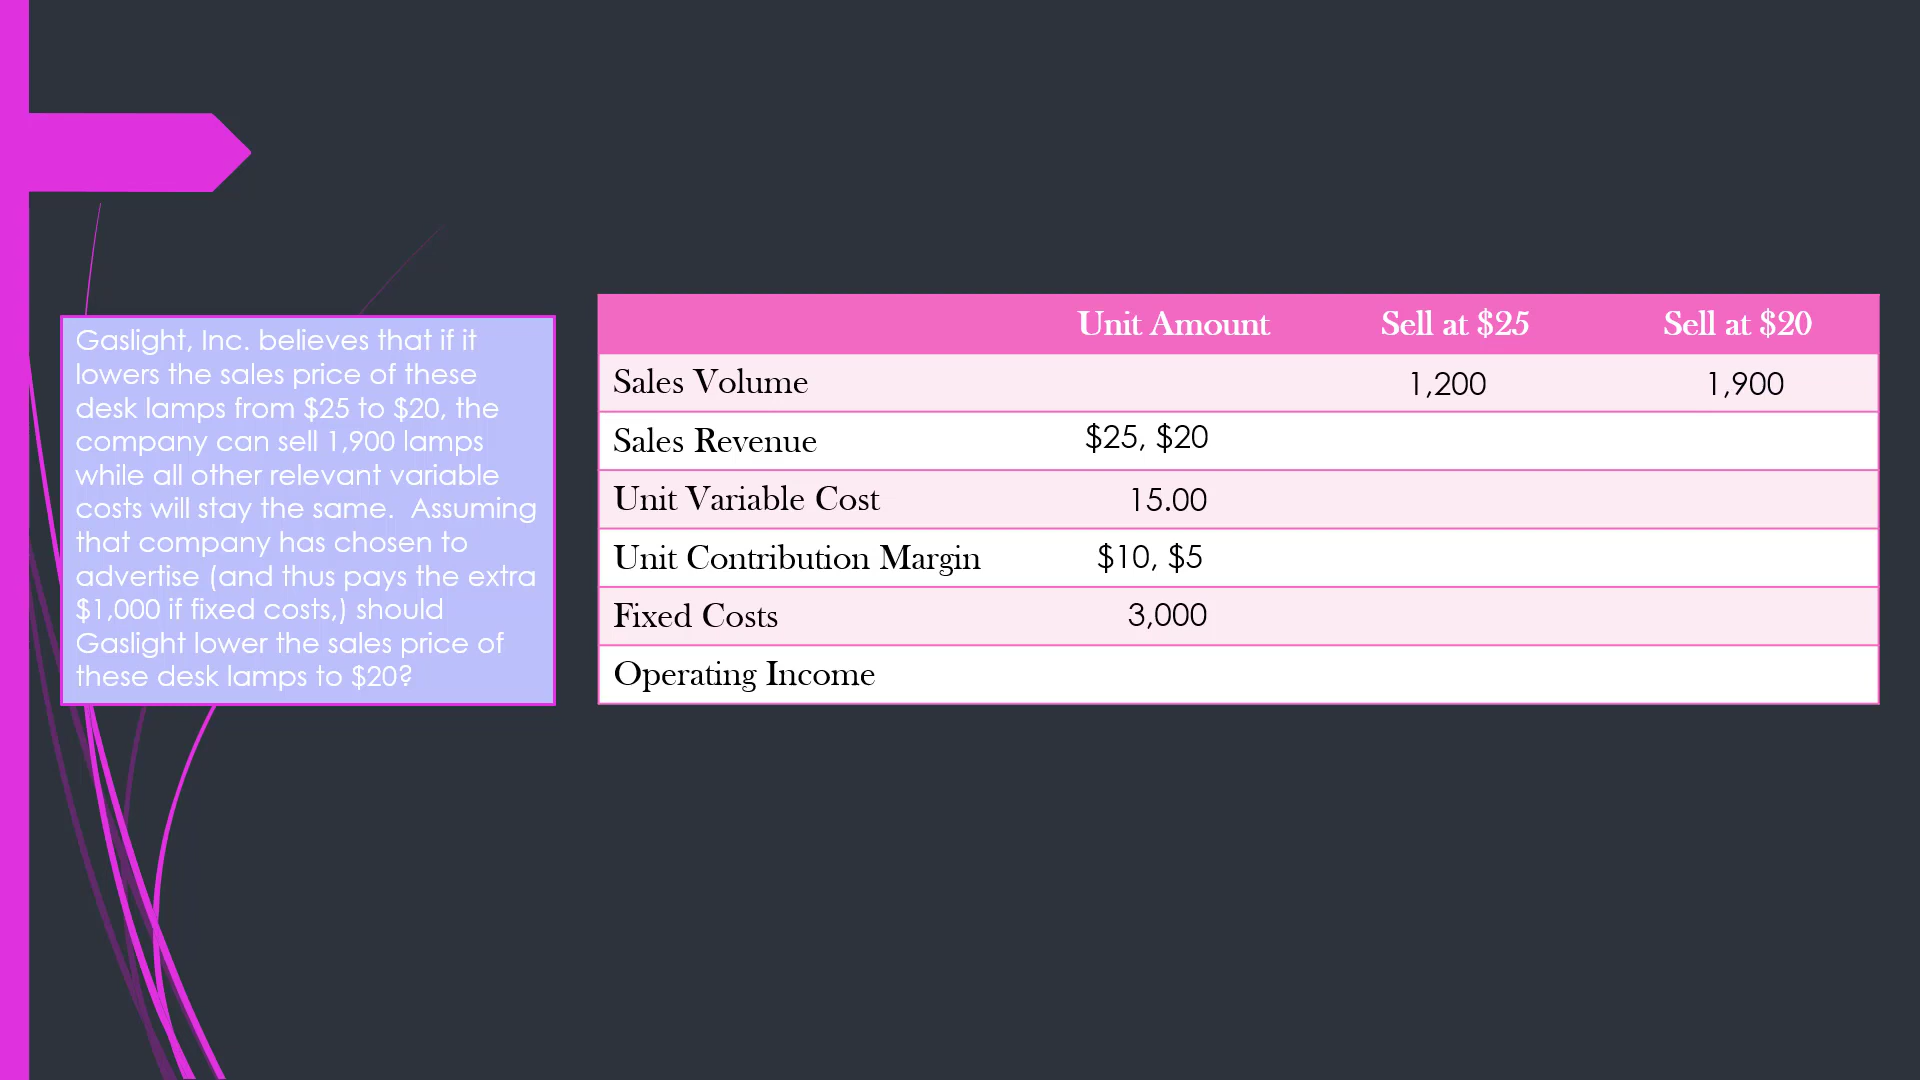 Gaslight, Inc. believes that if it
lowers the sales price of these
desk lamps from $25 to $20, the
company can sell 1,900 lamps
while all other relevant variable
costs will stay the same.  Assuming
that company has chosen to
advertise (and thus pays the extra
$1,000 if fixed costs,) should
Gaslight lower the sales price of
these desk lamps to $20?
Unit Amount Sell at $25 Sell at $20
Sales Volume 1,200 1,900
Sales Revenue $25, $20
Unit Variable Cost 15.00
Unit Contribution Margin $10, $5
Fixed Costs 3,000
Operating Income